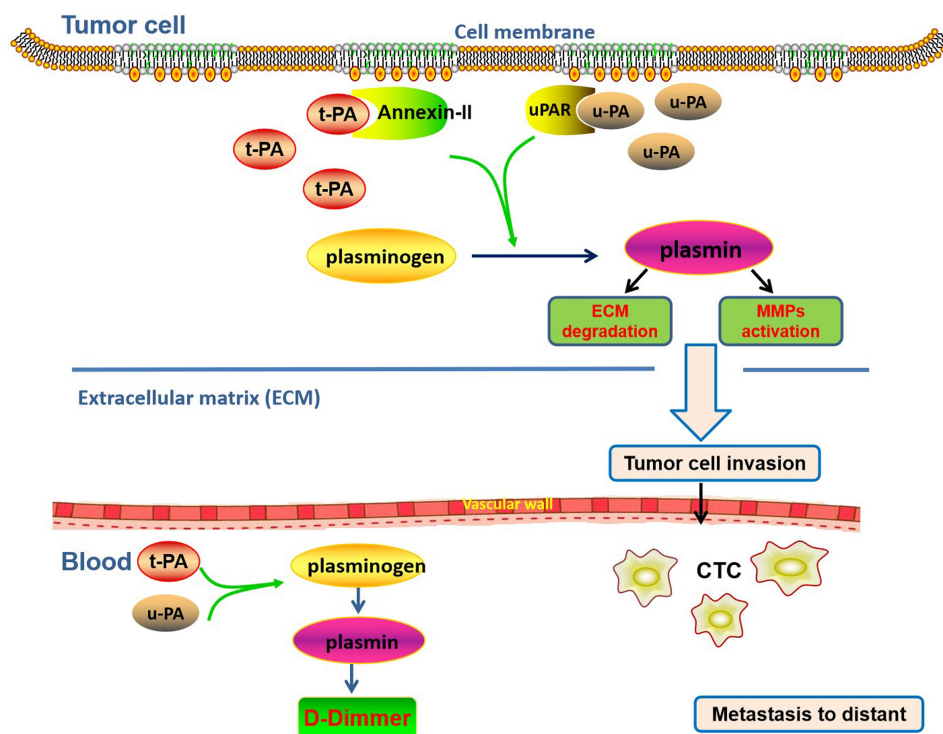 Tumor cell
Cell membrane
t-PA
Annexin-II
uPAR
u-PA
u-PA
t-PA
u-PA
t-PA
plasminogen
plasmin
ECM
degradation
MMPs
activation
Extracellular matrix (ECM)
Tumor cell invasion
Vascular wall
Blood
t-PA
plasminogen
CTC
u-PA
plasmin
D-Dimmer
Metastasis to distant